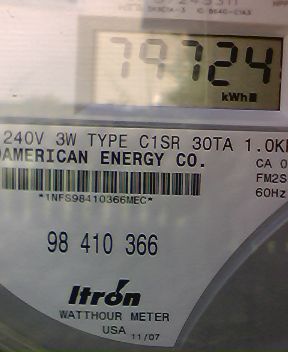 79724
kWh
240V 3W TYPE C1SR 30TA 1.0K
AMERICAN ENERGY CO.
CA 0
FM2S
60Hz
*1NFS98410366MEC*
98 410 366
Itron
WATTHOUR METER
USA 11/07